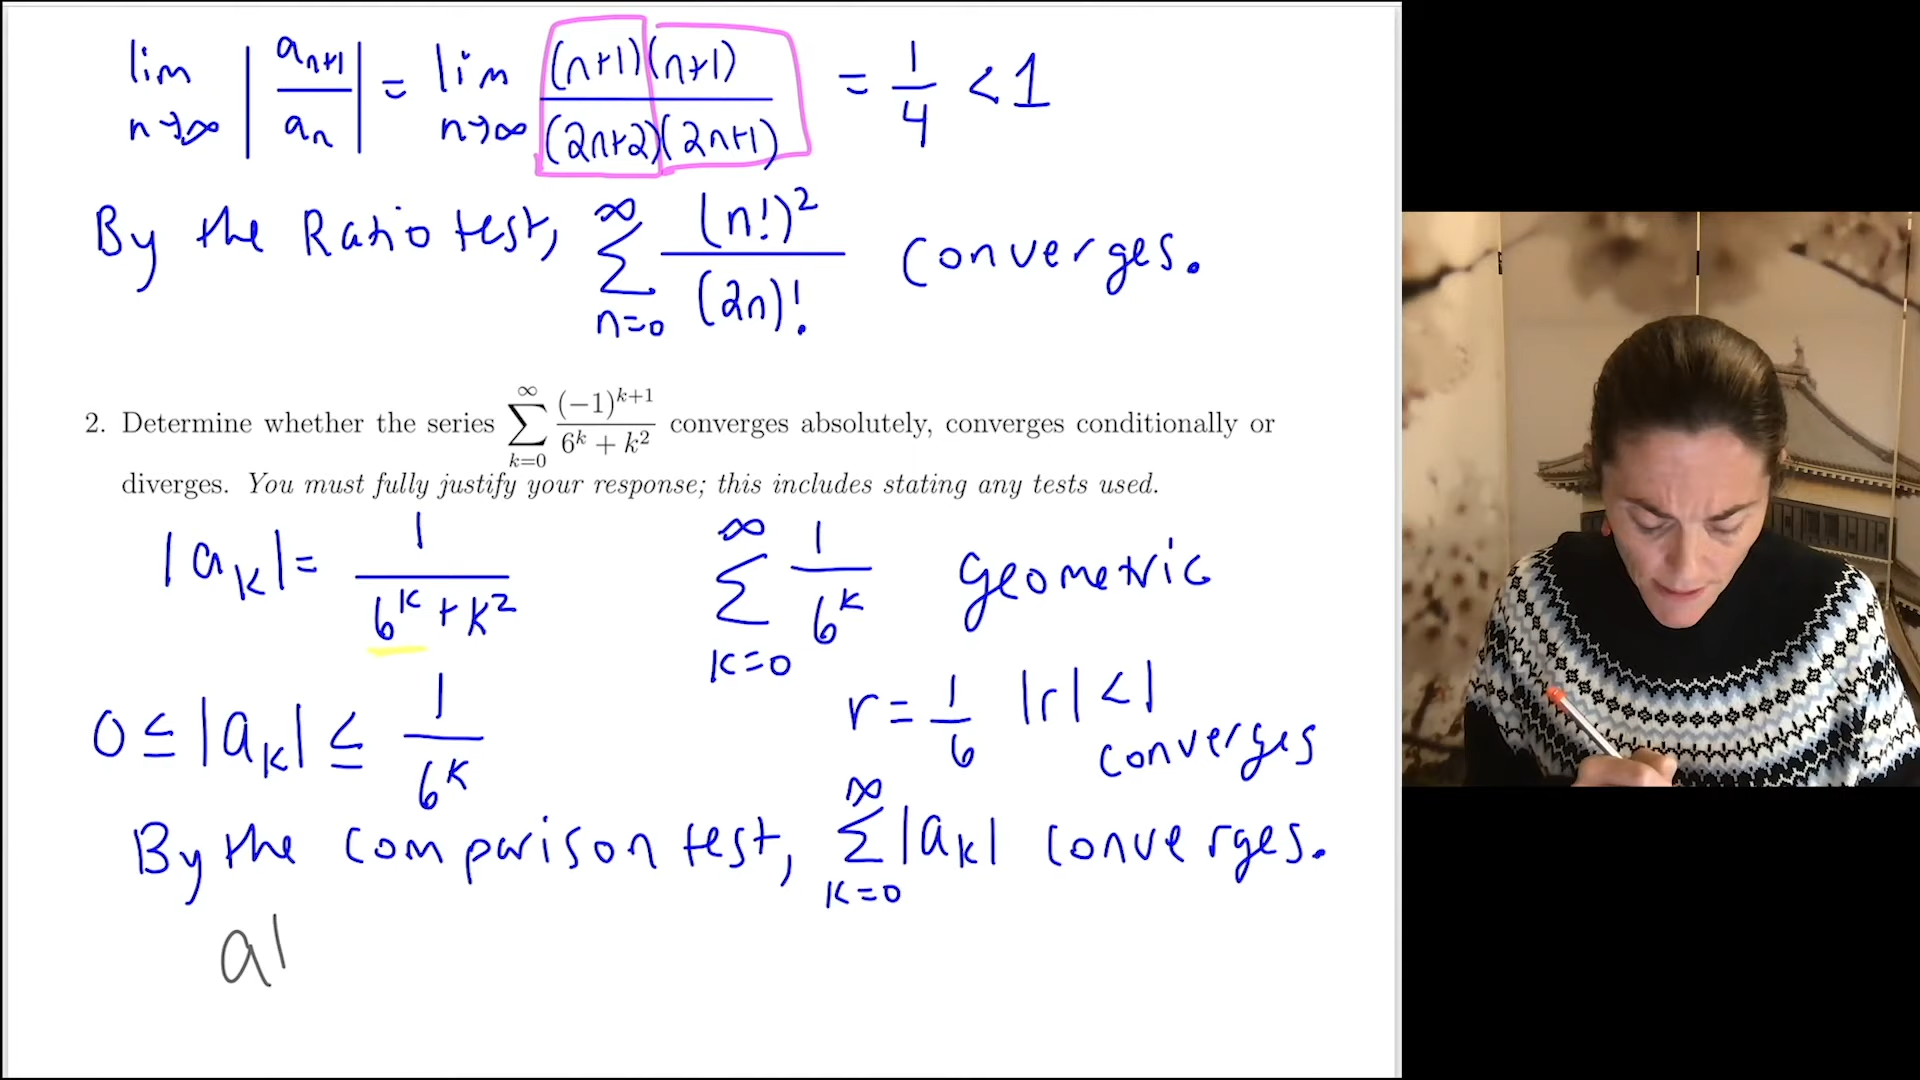 lim n→∞ | a_{n+1} / a_n | = lim n→∞ (n+1)(n+1) / (2n+2)(2n+1) = 1/4 < 1
By the Ratio test, ∑_{n=0}^{∞} (n!)² / (2n)! converges.
2. Determine whether the series ∑_{k=0}^{∞} (−1)^{k+1} / (6^k + k²) converges absolutely, converges conditionally or
diverges. You must fully justify your response; this includes stating any tests used.
|a_k| = 1 / (6^k + k²)
∑_{k=0}^{∞} 1 / 6^k geometric
r = 1/6 |r| < 1
converges
0 ≤ |a_k| ≤ 1 / 6^k
By the comparison test, ∑_{k=0}^{∞} |a_k| converges.
al